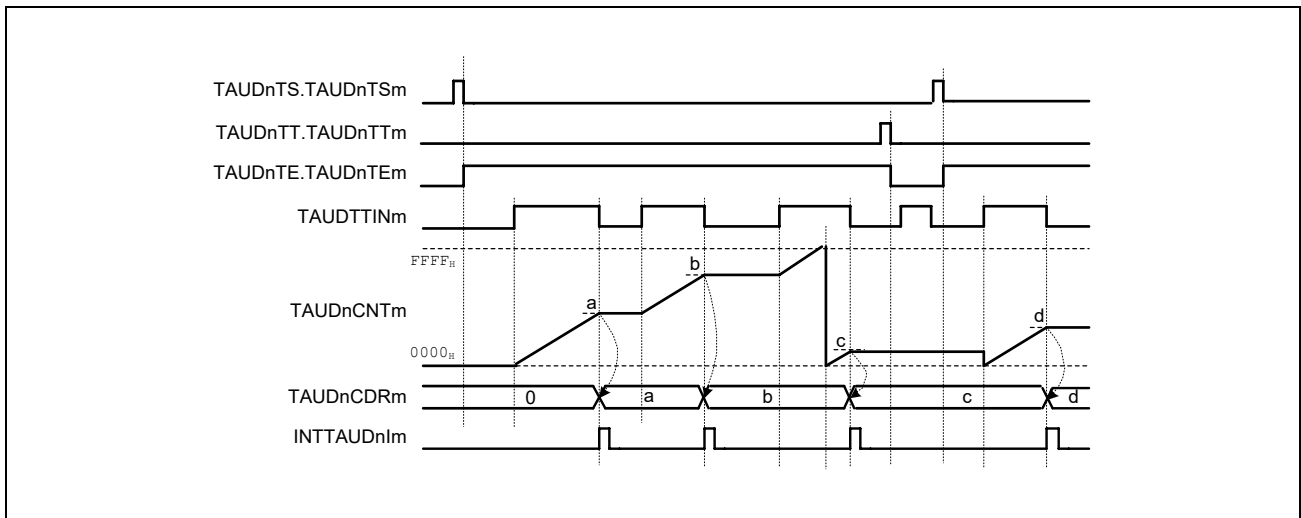 TAUDnTS.TAUDnTSm
TAUDnTT.TAUDnTTm
TAUDnTE.TAUDnTEm
TAUDTTINm
FFFFH
b
a
d
TAUDnCNTm
c
0000H
TAUDnCDRm
0 a b c d
INTTAUDnIm